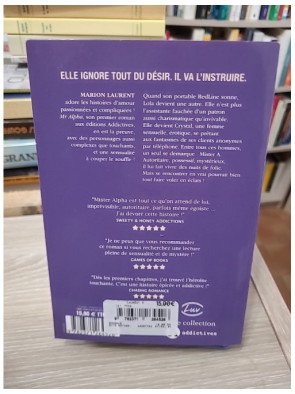 ELLE IGNORE TOUT DU DÉSIR. IL VA L'INSTRUIRE.
MARION LAURENT
adore les histoires d'amour
passionnées et compliquées !
Mr Alpha, son premier roman
aux éditions Addictives,
en est la preuve,
avec des personnages aussi
complexes que touchants,
et une sensualité
à couper le souffle !
Quand son portable RedLine sonne,
Lola devient une autre. Elle n'est plus
l'assistante fauchée d'un patron
aussi charismatique qu'invivable.
Elle devient Crystal, une femme
sensuelle, érotique, se prêtant
aux fantasmes de ses clients anonymes
par téléphone. Entre tous ces hommes,
un seul se démarque : Mister A.
Autoritaire, possessif, mystérieux,
il lui fait vivre des nuits de folie.
Mais se rencontrer en vrai pourrait bien
tout faire voler en éclats !
"Mister Alpha est tout ce qu'on attend de lui,
imprévisible, autoritaire, parfois même égoïste...
j'ai dévoré cette histoire !"
SWEETY & HONEY ADDICTIONS
"Je ne peux que vous recommander
ce roman si vous recherchez une lecture
pleine de sensualité et de mystère !"
GAMES OF BOOKS
"Dès les premiers chapitres, j'ai trouvé l'héroïne
touchante. C'est une histoire épicée et addictive !"
CHASING ROMANCE
15,90 €
Luv
collection
addictives